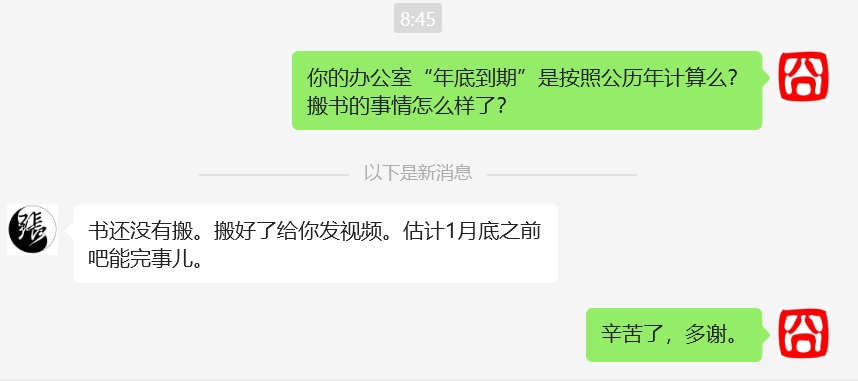 8:45
你的办公室“年底到期”是按照公历年计算么？
搬书的事情怎么样了？
囧
以下是新消息
張
书还没有搬。搬好了给你发视频。估计1月底之前
吧能完事儿。
辛苦了，多谢。
囧